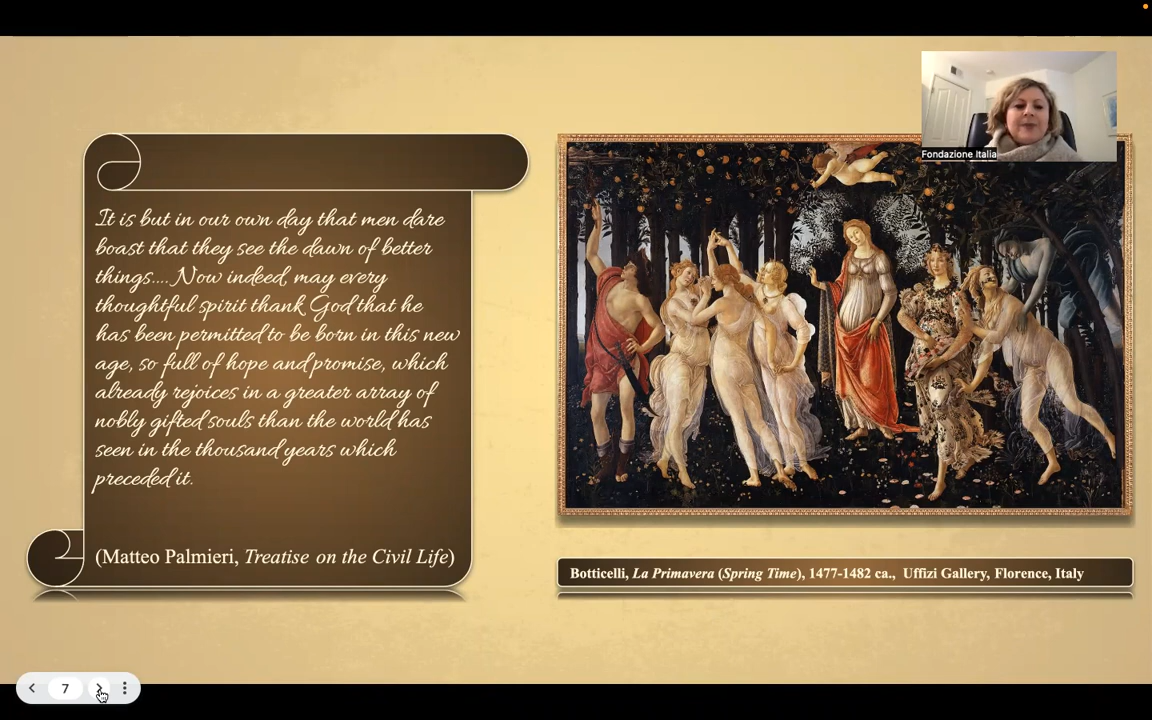 It is but in our own day that men dare
boast that they see the dawn of better
things.... Now indeed, may every
thoughtful spirit thank God that he
has been permitted to be born in this new
age, so full of hope and promise, which
already rejoices in a greater array of
nobly gifted souls than the world has
seen in the thousand years which
preceded it.
(Matteo Palmieri, Treatise on the Civil Life)
Fondazione Italia
Botticelli, La Primavera (Spring Time), 1477-1482 ca., Uffizi Gallery, Florence, Italy
7